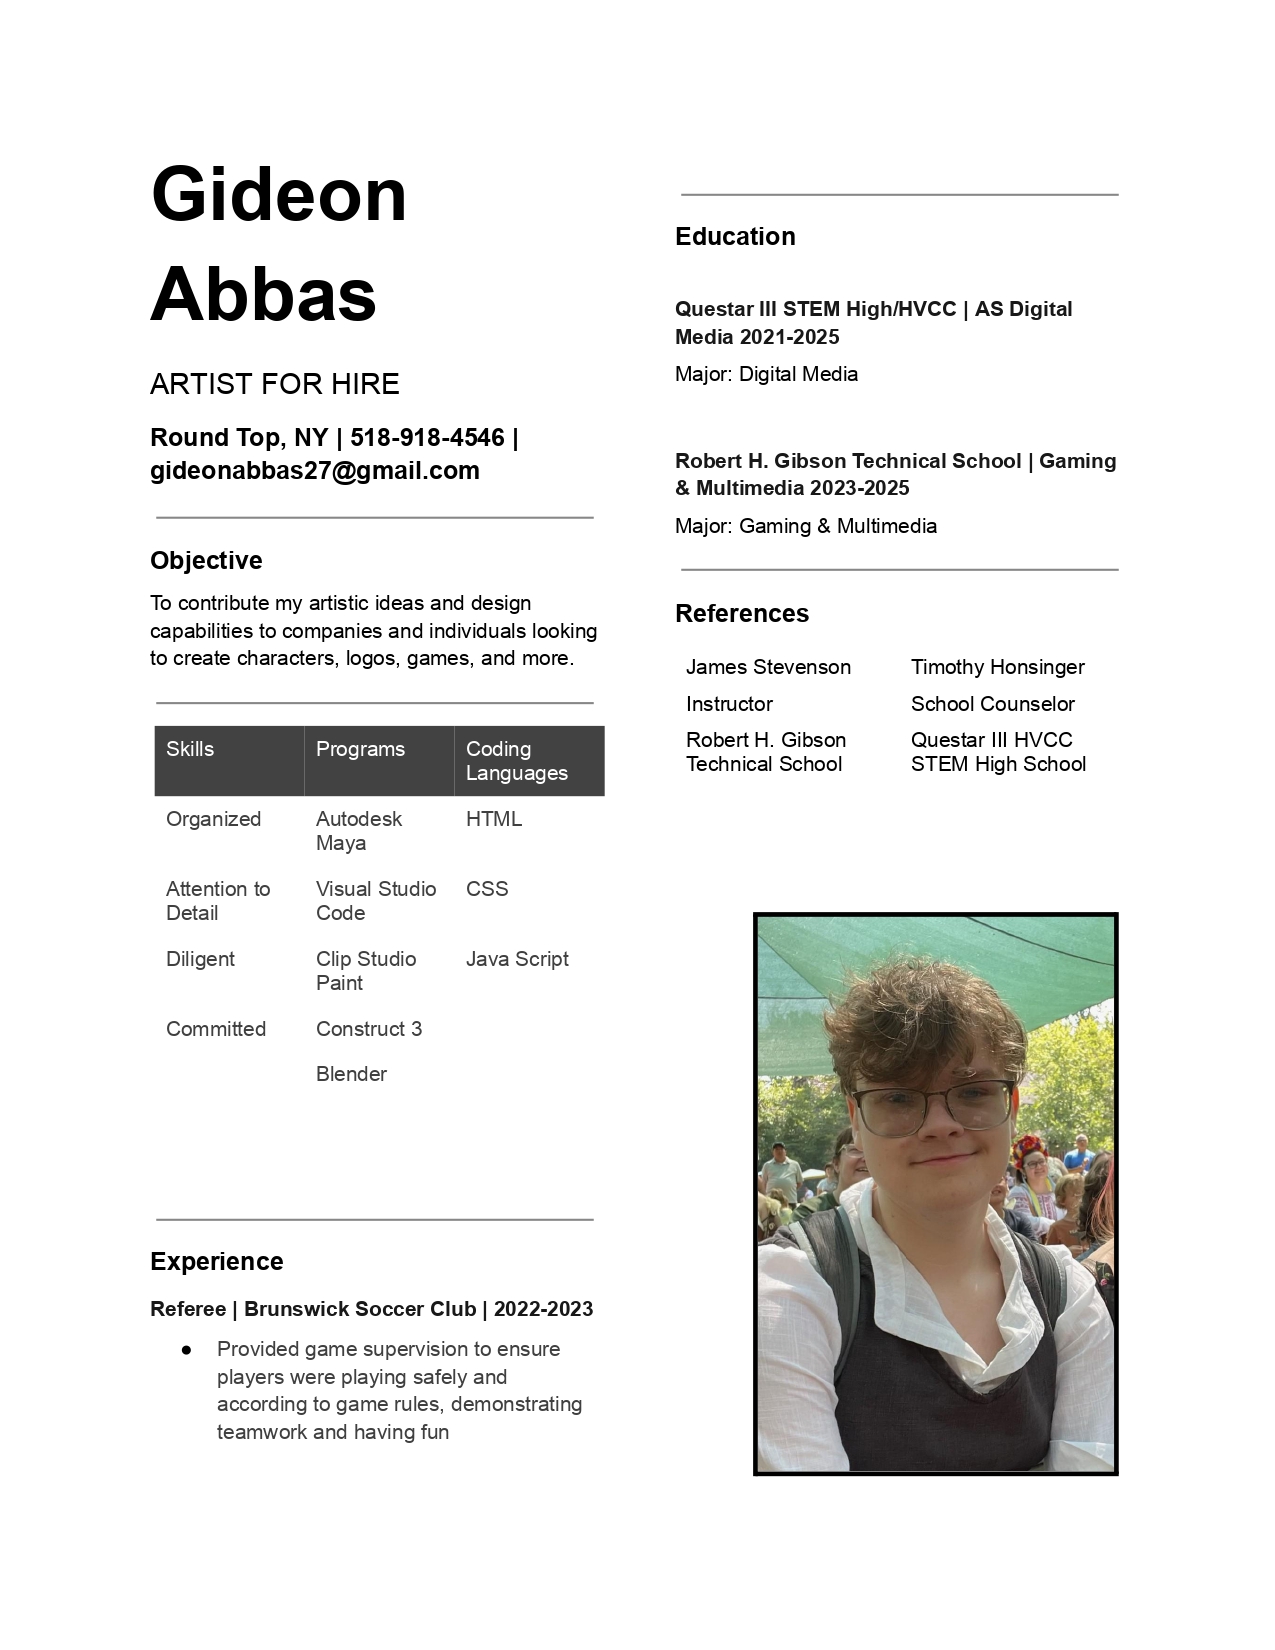 Gideon
Abbas
ARTIST FOR HIRE
Round Top, NY | 518-918-4546 |
gideonabbas27@gmail.com
Objective
To contribute my artistic ideas and design
capabilities to companies and individuals looking
to create characters, logos, games, and more.
Skills Programs Coding
Languages
Organized Autodesk
Maya HTML
Attention to
Detail Visual Studio
Code CSS
Diligent Clip Studio
Paint Java Script
Committed Construct 3
Blender
Experience
Referee | Brunswick Soccer Club | 2022-2023
● Provided game supervision to ensure
players were playing safely and
according to game rules, demonstrating
teamwork and having fun
Education
Questar III STEM High/HVCC | AS Digital
Media 2021-2025
Major: Digital Media
Robert H. Gibson Technical School | Gaming
& Multimedia 2023-2025
Major: Gaming & Multimedia
References
James Stevenson Timothy Honsinger
Instructor School Counselor
Robert H. Gibson Questar III HVCC
Technical School STEM High School